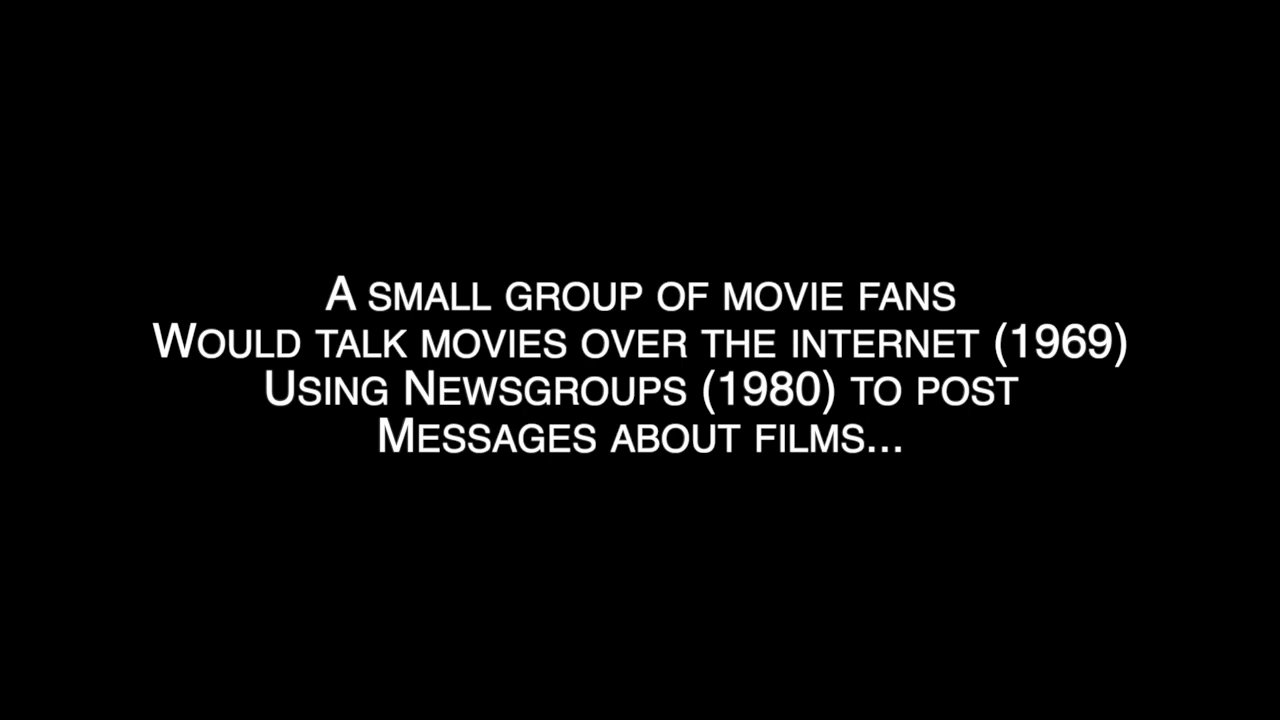 A SMALL GROUP OF MOVIE FANS
WOULD TALK MOVIES OVER THE INTERNET (1969)
USING NEWSGROUPS (1980) TO POST
MESSAGES ABOUT FILMS...